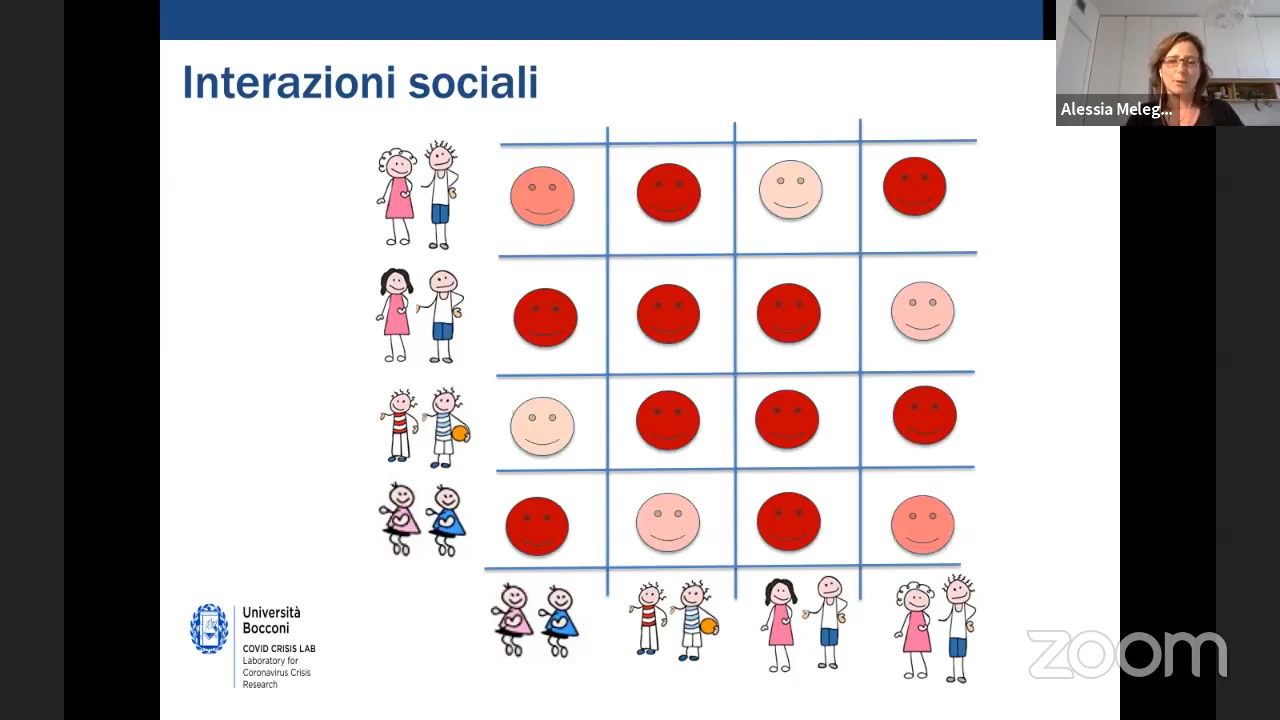 Interazioni sociali
Alessia Meleg...
Università
Bocconi
COVID CRISIS LAB
Laboratory for
Coronavirus Crisis
Research
zoom